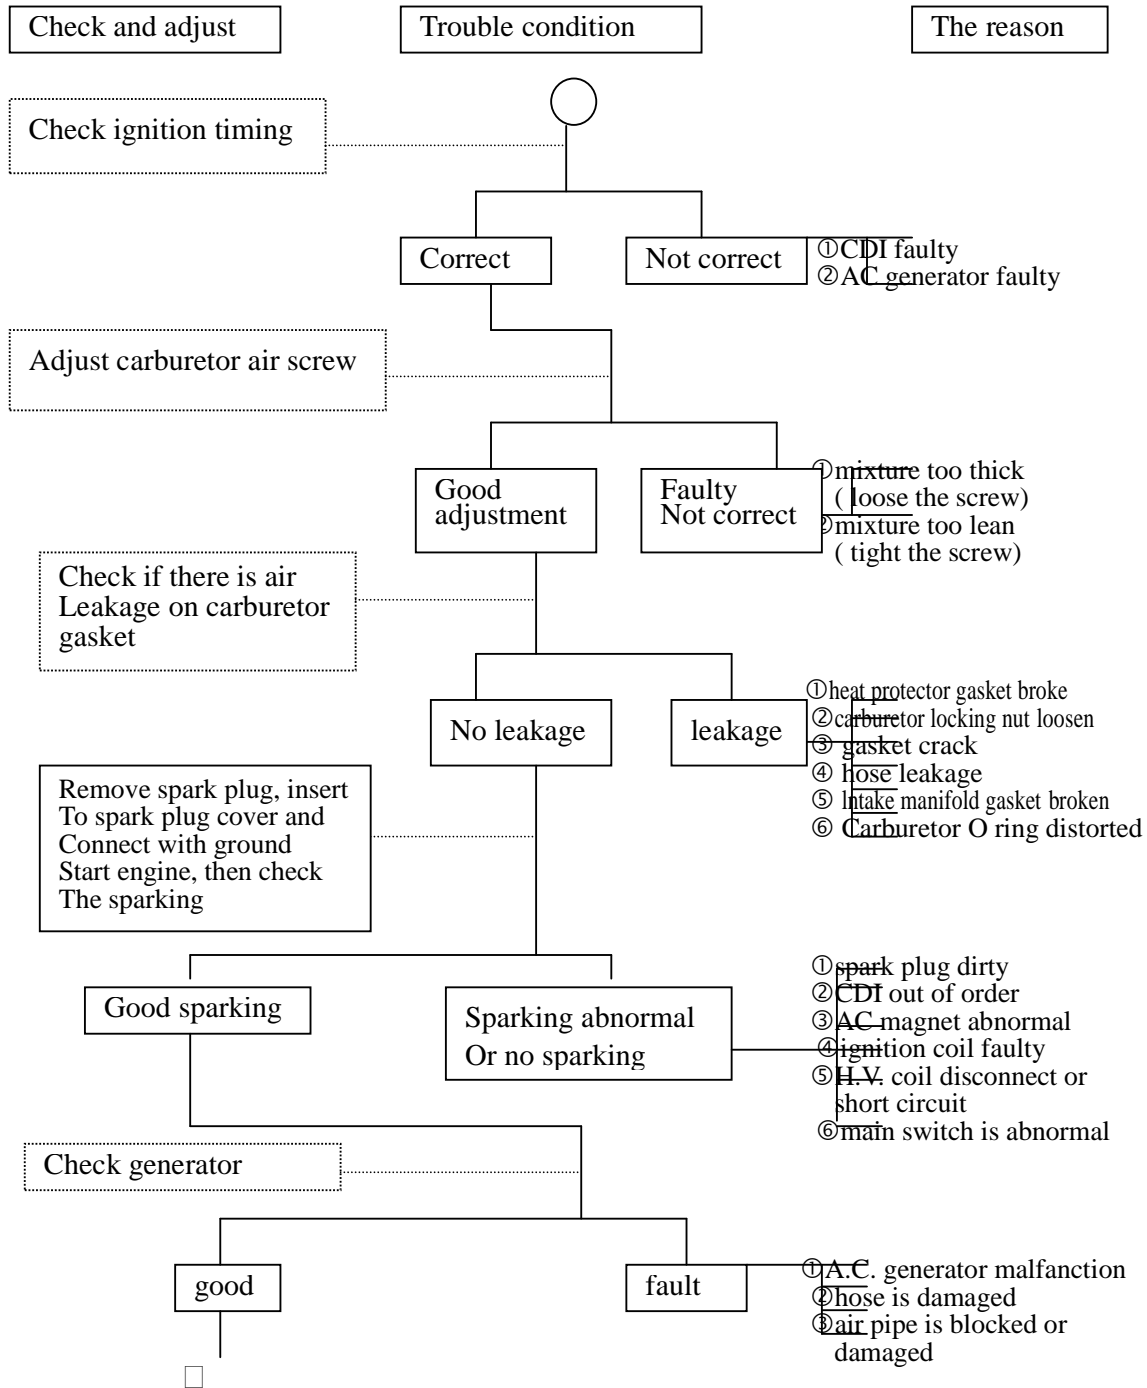 Check and adjust
Trouble condition
The reason
Check ignition timing
Correct
Not correct
①CDI faulty
②AC generator faulty
Adjust carburetor air screw
Good
adjustment
Faulty
Not correct
①mixture too thick
( loose the screw)
②mixture too lean
( tight the screw)
Check if there is air
Leakage on carburetor
gasket
No leakage
leakage
①heat protector gasket broke
②carburetor locking nut loosen
③ gasket crack
④ hose leakage
⑤ Intake manifold gasket broken
⑥ Carburetor O ring distorted
Remove spark plug, insert
To spark plug cover and
Connect with ground
Start engine, then check
The sparking
Good sparking
Sparking abnormal
Or no sparking
①spark plug dirty
②CDI out of order
③AC magnet abnormal
④ignition coil faulty
⑤H.V. coil disconnect or
short circuit
⑥main switch is abnormal
Check generator
good
fault
①A.C. generator malfanction
②hose is damaged
③air pipe is blocked or
damaged